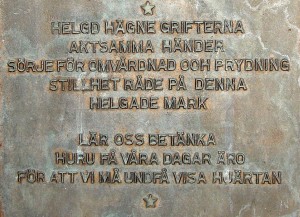 HELGD HÄGNE GRIFTERNA
AKTSAMMA HÄNDER
SÖRJE FÖR OMVÅRDNAD OCH PRYDNING
STILLHET RÅDE PÅ DENNA
HELGADE MARK
LÄR OSS BETÄNKA
HURU FÅ VÅRA DAGAR ÄRO
FÖR ATT VI MÅ UNDFÅ VISA HJÄRTAN